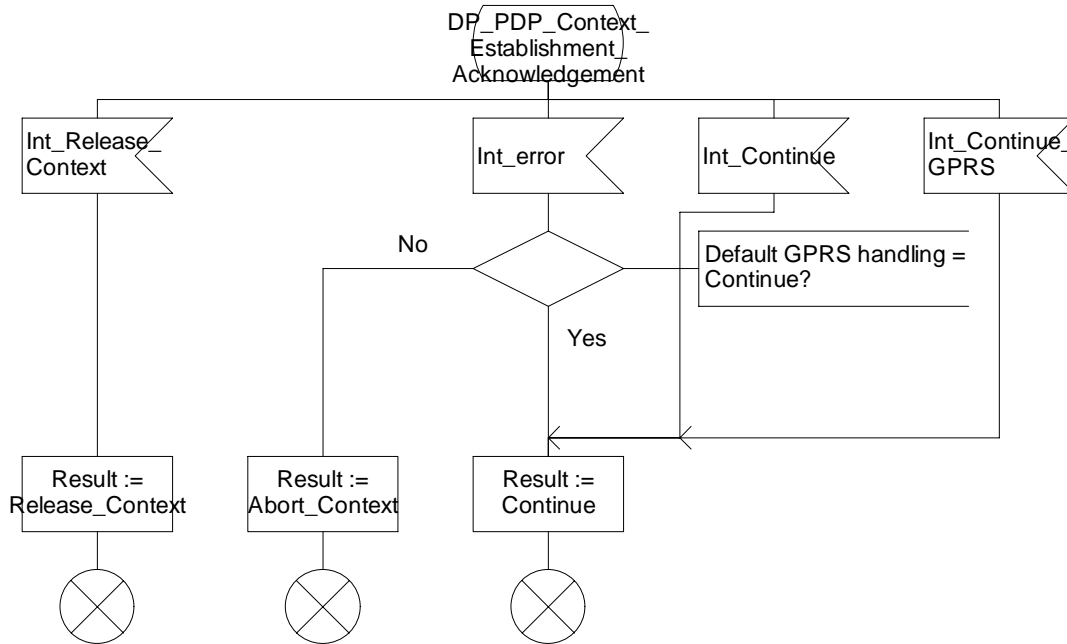 DP_PDP_Context_
Establishment_
Acknowledgement
Int_Release_
Context
Int_error
Int_Continue
Int_Continue_
GPRS
No
Default GPRS handling =
Continue?
Yes
Result :=
Release_Context
Result :=
Abort_Context
Result :=
Continue